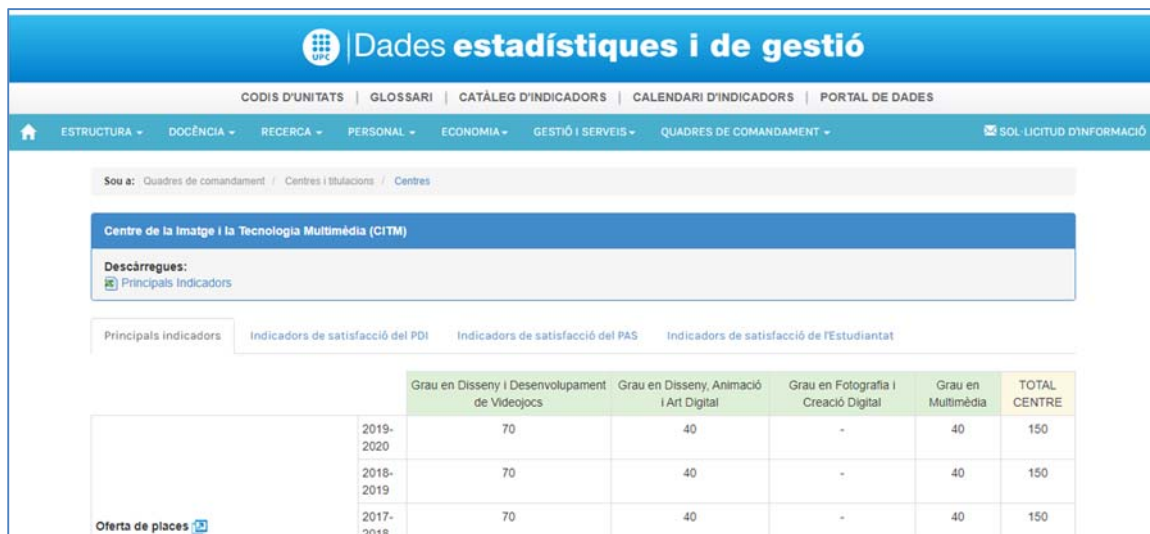 UPC Dades estadístiques i de gestió
CODIS D'UNITATS | GLOSSARI | CATÀLEG D'INDICADORS | CALENDARI D'INDICADORS | PORTAL DE DADES
ESTRUCTURA DOCÈNCIA RECERCA PERSONAL ECONOMIA GESTIÓ I SERVEIS QUADRES DE COMANDAMENT SOL·LICITUD D'INFORMACIÓ
Sou a: Quadres de comandament / Centres i titulacions / Centres
Centre de la Imatge i la Tecnologia Multimèdia (CITM)
Descàrregues:
Principals Indicadors
Principals indicadors Indicadors de satisfacció del PDI Indicadors de satisfacció del PAS Indicadors de satisfacció de l'Estudiantat
Grau en Disseny i Desenvolupament Grau en Disseny, Animació Grau en Fotografia i Grau en TOTAL
de Videojocs i Art Digital Creació Digital Multimèdia CENTRE
2019- 70 40 - 40 150
2020
2018- 70 40 - 40 150
2019
Oferta de places 2017- 70 40 - 40 150
2018